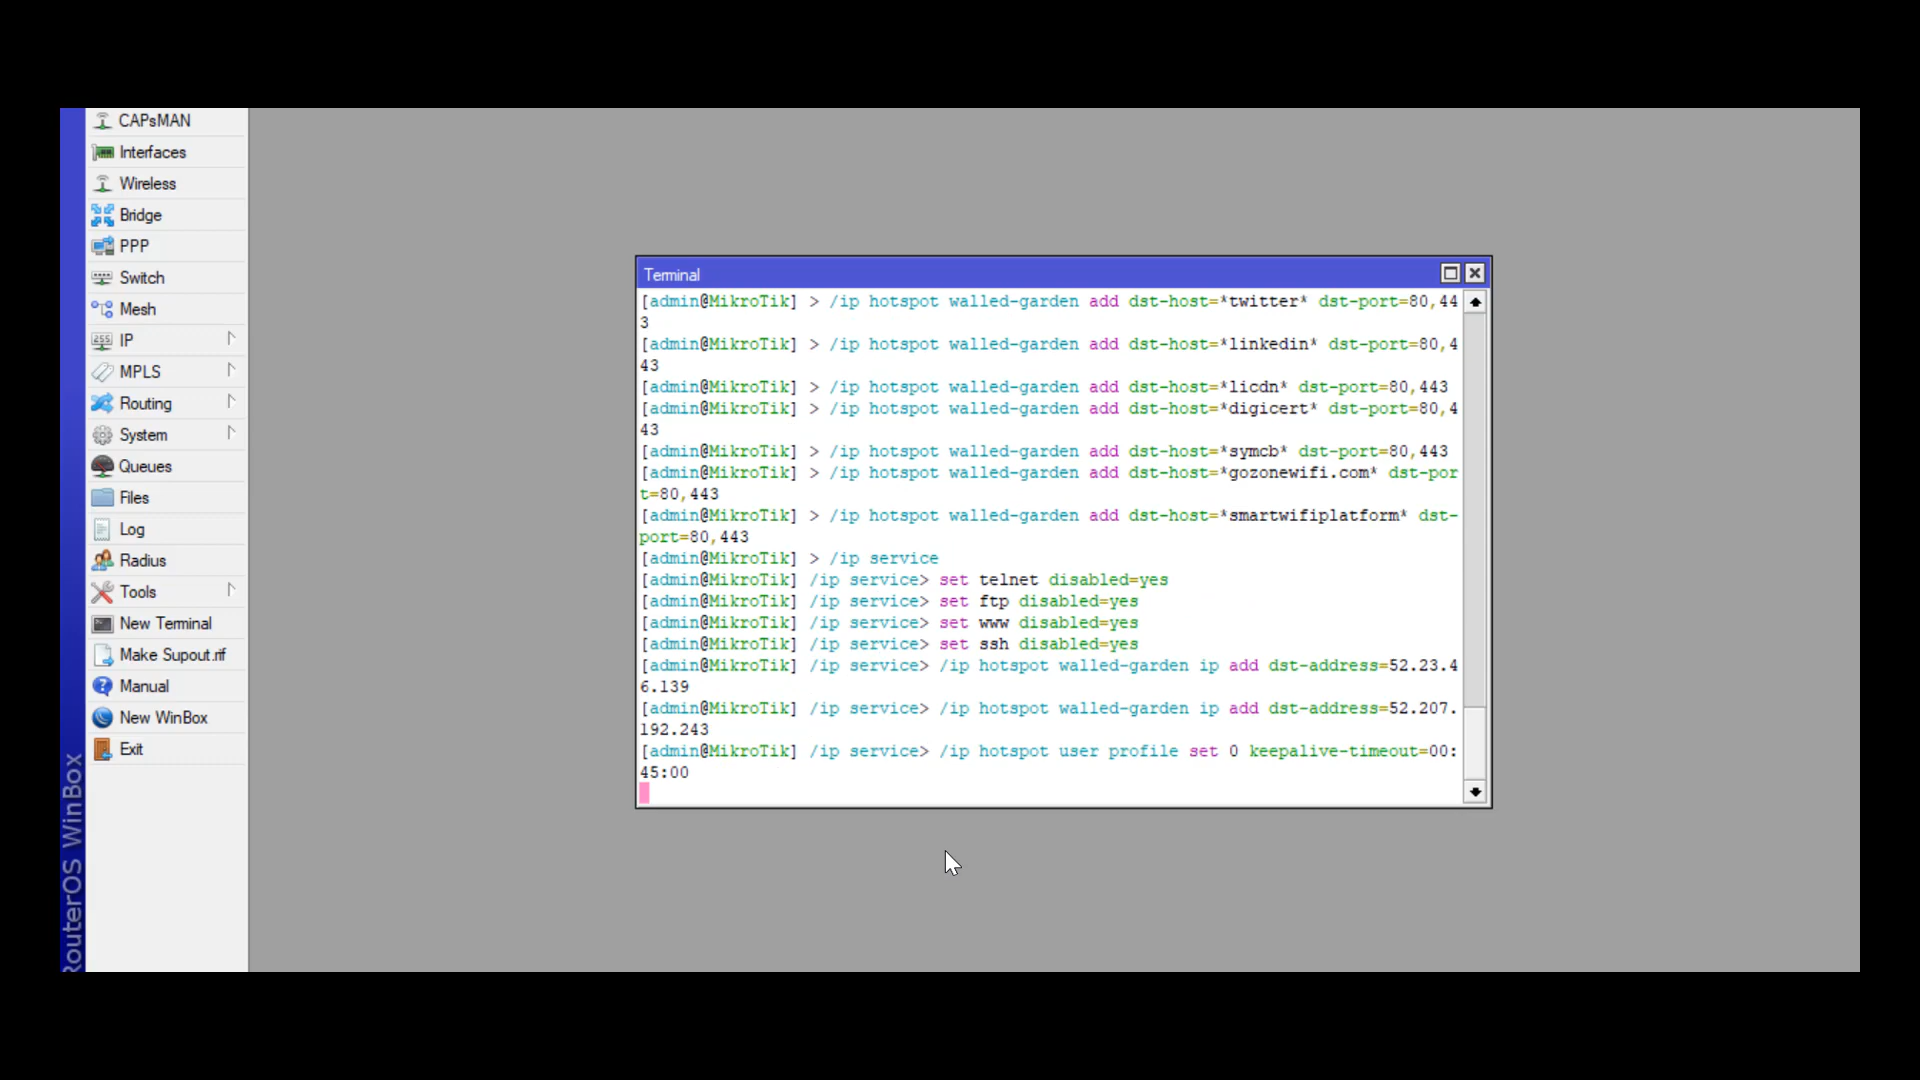 CAPsMAN
Interfaces
Wireless
Bridge
PPP
Switch
Mesh
IP
MPLS
Routing
System
Queues
Files
Log
Radius
Tools
New Terminal
Make Supout.rif
Manual
New WinBox
Exit
RouterOS WinBox
Terminal
[admin@MikroTik] > /ip hotspot walled-garden add dst-host=*twitter* dst-port=80,44
3
[admin@MikroTik] > /ip hotspot walled-garden add dst-host=*linkedin* dst-port=80,4
43
[admin@MikroTik] > /ip hotspot walled-garden add dst-host=*licdn* dst-port=80,443
[admin@MikroTik] > /ip hotspot walled-garden add dst-host=*digicert* dst-port=80,4
43
[admin@MikroTik] > /ip hotspot walled-garden add dst-host=*symcb* dst-port=80,443
[admin@MikroTik] > /ip hotspot walled-garden add dst-host=*gozonewifi.com* dst-por
t=80,443
[admin@MikroTik] > /ip hotspot walled-garden add dst-host=*smartwifiplatform* dst-
port=80,443
[admin@MikroTik] > /ip service
[admin@MikroTik] /ip service> set telnet disabled=yes
[admin@MikroTik] /ip service> set ftp disabled=yes
[admin@MikroTik] /ip service> set www disabled=yes
[admin@MikroTik] /ip service> set ssh disabled=yes
[admin@MikroTik] /ip service> /ip hotspot walled-garden ip add dst-address=52.23.4
6.139
[admin@MikroTik] /ip service> /ip hotspot walled-garden ip add dst-address=52.207.
192.243
[admin@MikroTik] /ip service> /ip hotspot user profile set 0 keepalive-timeout=00:
45:00